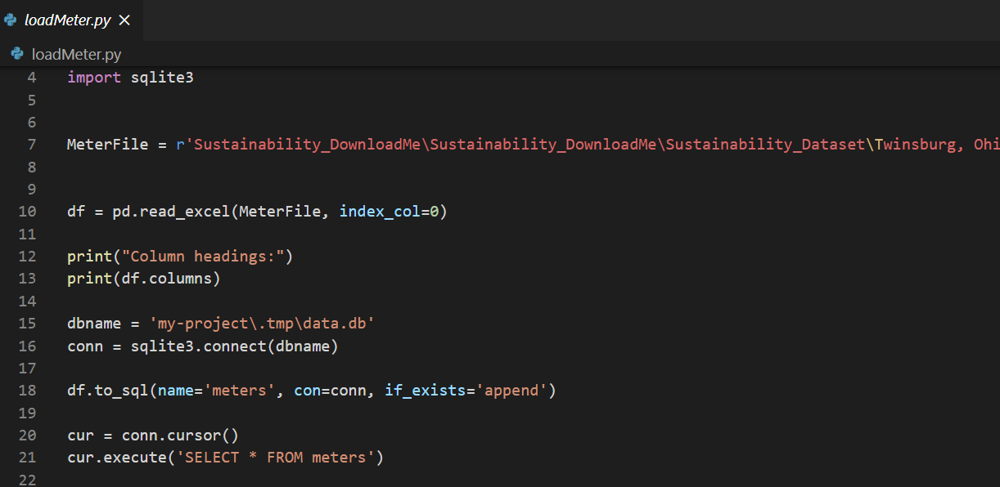 loadMeter.py
loadMeter.py
4 import sqlite3
5
6
7 MeterFile = r'Sustainability_DownloadMe\Sustainability_DownloadMe\Sustainability_Dataset\Twinsburg, Ohi
8
9
10 df = pd.read_excel(MeterFile, index_col=0)
11
12 print("Column headings:")
13 print(df.columns)
14
15 dbname = 'my-project\.tmp\data.db'
16 conn = sqlite3.connect(dbname)
17
18 df.to_sql(name='meters', con=conn, if_exists='append')
19
20 cur = conn.cursor()
21 cur.execute('SELECT * FROM meters')
22